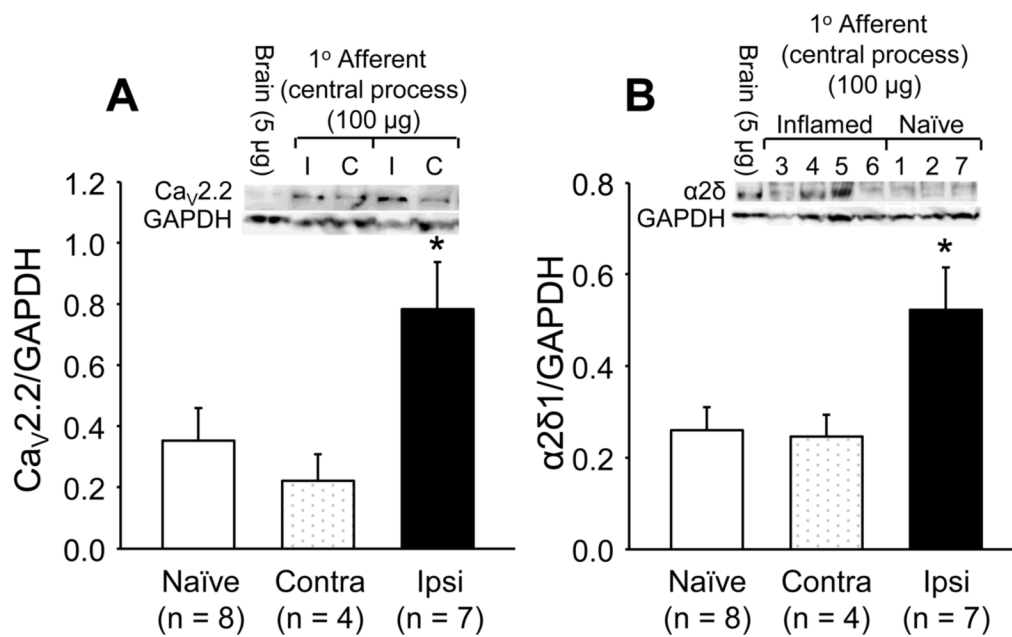 A
Brain (5 µg)
1º Afferent
(central process)
(100 µg)
I C I C
CaV2.2
GAPDH
*
1.2
1.0
0.8
0.6
0.4
0.2
0.0
CaV2.2/GAPDH
Naïve Contra Ipsi
(n = 8) (n = 4) (n = 7)
B
Brain (5 µg)
1º Afferent
(central process)
(100 µg)
Inflamed Naïve
3 4 5 6 1 2 7
α2δ
GAPDH
*
0.8
0.6
0.4
0.2
0.0
α2δ1/GAPDH
Naïve Contra Ipsi
(n = 8) (n = 4) (n = 7)